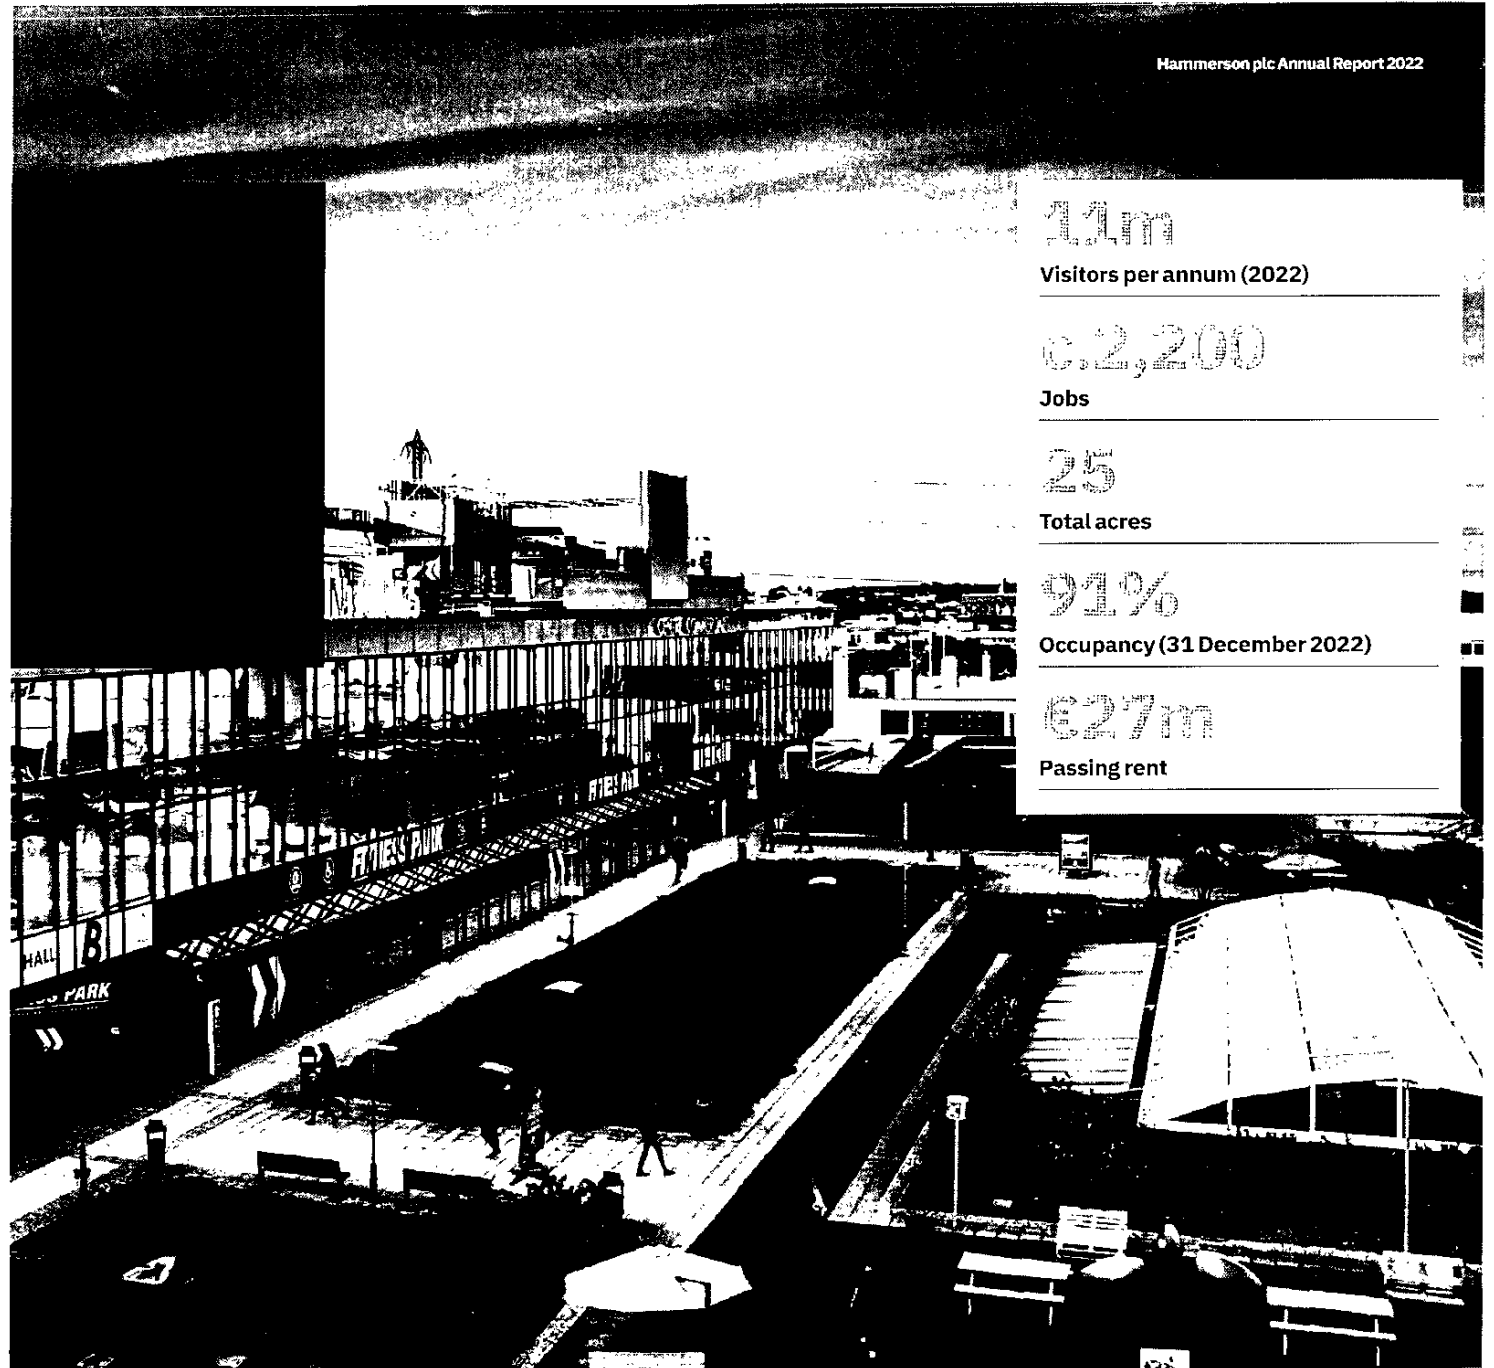 Hammerson plc Annual Report 2022
11m
Visitors per annum (2022)
c.2,200
Jobs
25
Total acres
91%
Occupancy (31 December 2022)
€27m
Passing rent
FITNESS PARK
HALL B
PARK